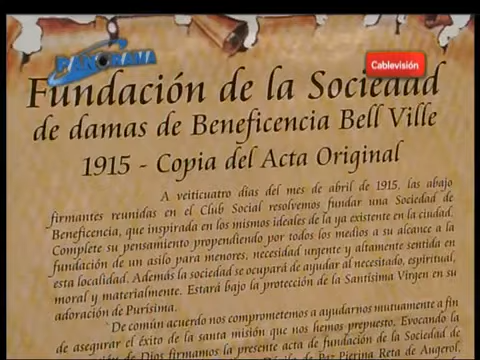 PANORAMA
Cablevisión
Fundación de la Sociedad
de damas de Beneficencia Bell Ville
1915 - Copia del Acta Original
A veiticuatro días del mes de abril de 1915, las abajo
firmantes reunidas en el Club Social resolvemos fundar una Sociedad de
Beneficencia, que inspirada en los mismos ideales de la ya existente en la ciudad.
Complete su pensamiento propendiendo por todos los medios a su alcance a la
fundación de un asilo para menores, necesidad urgente y altamente sentida en
esta localidad. Además la sociedad se ocupará de ayudar al necesitado, espiritual,
moral y materialmente. Estará bajo la protección de la Santísima Virgen en su
adoración de Purísima.
De común acuerdo nos comprometemos a ayudarnos mutuamente a fin
de asegurar el éxito de la santa misión que nos hemos prepuesto. Evocando la
de Dios firmamos la presente acta de fundación de la Sociedad de
de Paz Pierina Reta de Augerol,